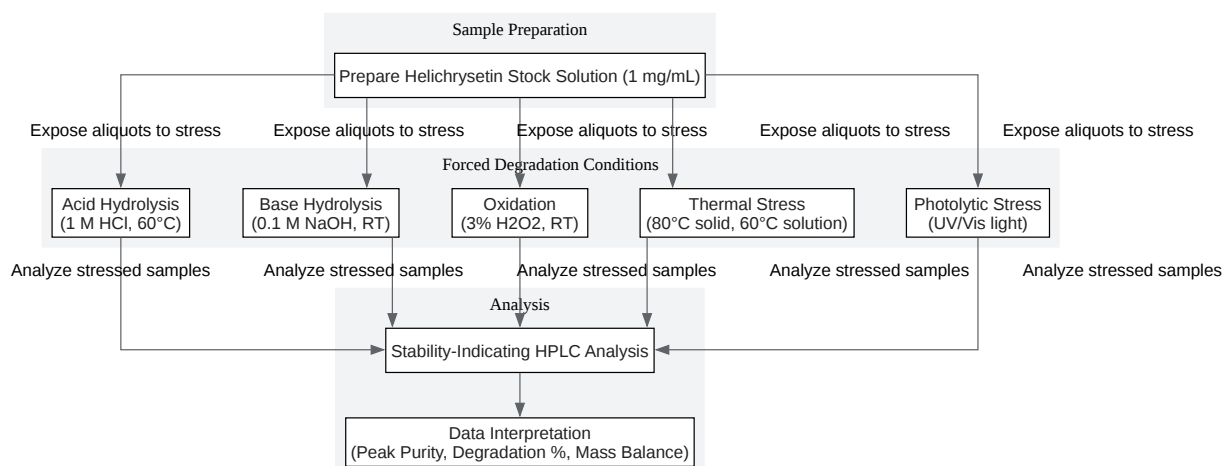 Sample Preparation
Prepare Helichrysetin Stock Solution (1 mg/mL)
Expose aliquots to stress
Expose aliquots to stress
Expose aliquots to stress
Expose aliquots to stress
Expose aliquots to stress
Forced Degradation Conditions
Acid Hydrolysis
(1 M HCl, 60°C)
Base Hydrolysis
(0.1 M NaOH, RT)
Oxidation
(3% H2O2, RT)
Thermal Stress
(80°C solid, 60°C solution)
Photolytic Stress
(UV/Vis light)
Analyze stressed samples
Analyze stressed samples
Analyze stressed samples
Analyze stressed samples
Analyze stressed samples
Analysis
Stability-Indicating HPLC Analysis
Data Interpretation
(Peak Purity, Degradation %, Mass Balance)